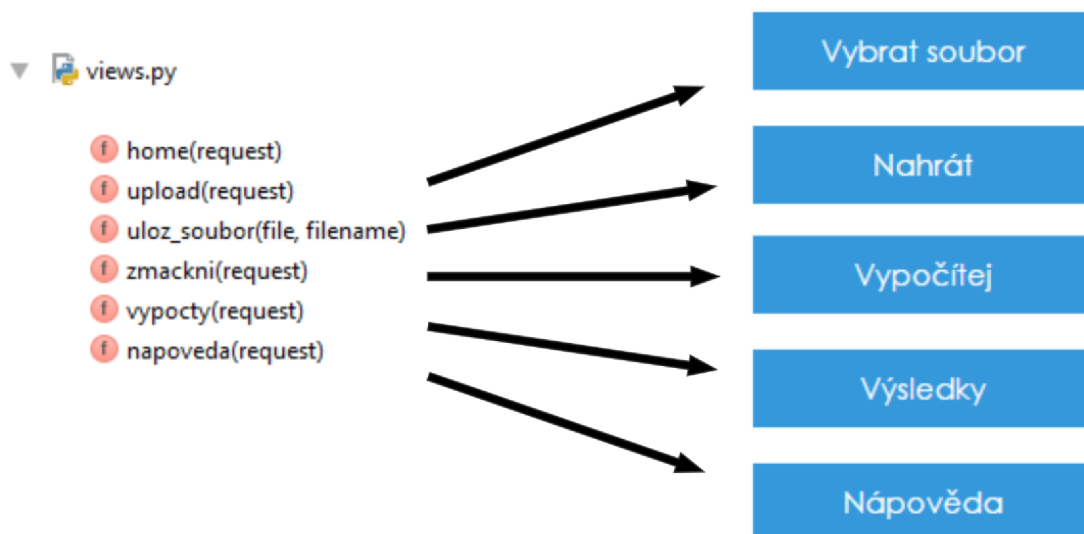 views.py
f home(request)
f upload(request)
f uloz_soubor(file, filename)
f zmackni(request)
f vypocty(request)
f napoveda(request)
Vybrat soubor
Nahrát
Vypočítej
Výsledky
Nápověda